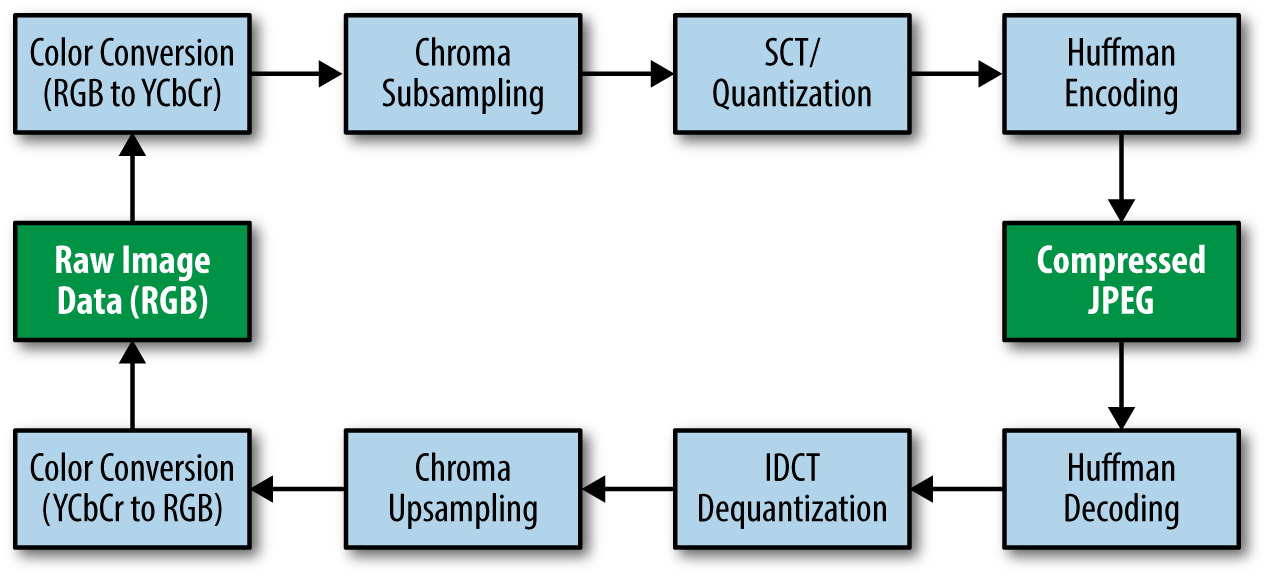 Color Conversion
(RGB to YCbCr)
Chroma
Subsampling
SCT/
Quantization
Huffman
Encoding
Raw Image
Data (RGB)
Compressed
JPEG
Color Conversion
(YCbCr to RGB)
Chroma
Upsampling
IDCT
Dequantization
Huffman
Decoding